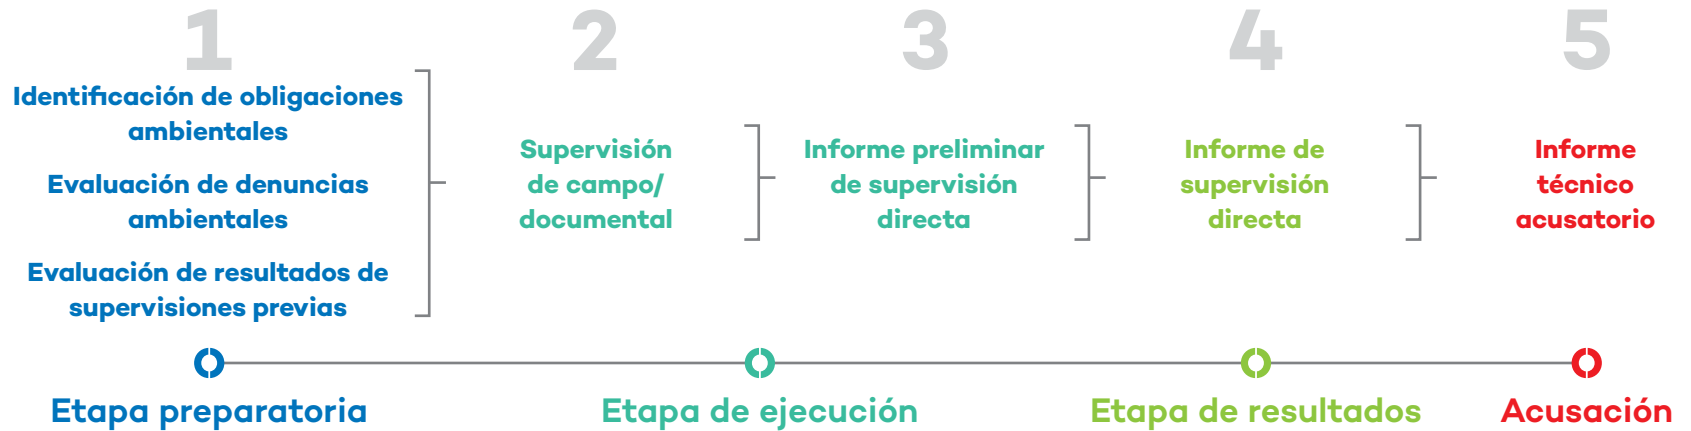 1
Identificación de obligaciones
ambientales
Evaluación de denuncias
ambientales
Evaluación de resultados de
supervisiones previas
2
Supervisión
de campo/
documental
3
Informe preliminar
de supervisión
directa
4
Informe de
supervisión
directa
5
Informe
técnico
acusatorio
Etapa preparatoria
Etapa de ejecución
Etapa de resultados
Acusación